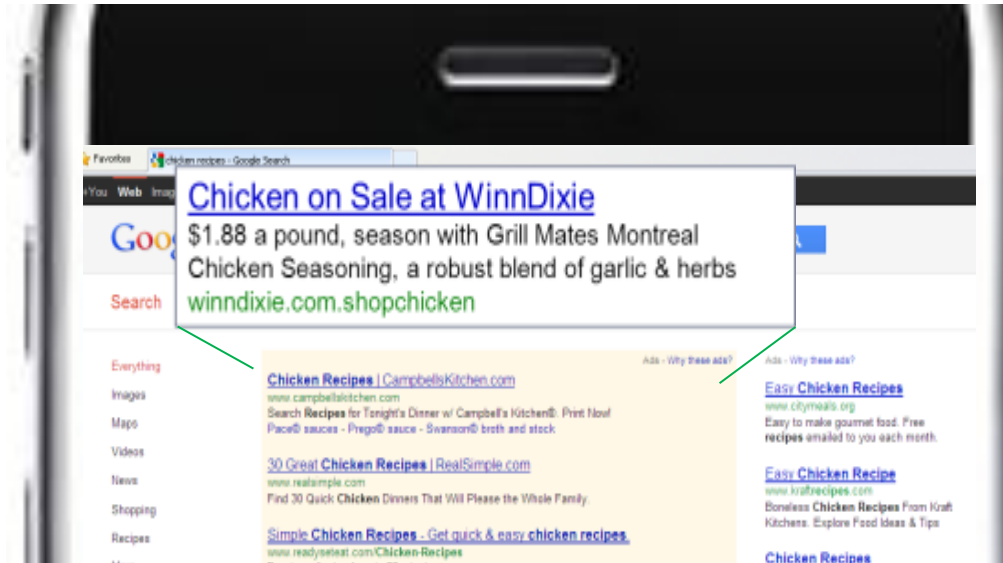 Favorites
chicken recipes - Google Search
+You Web Imag
Goo
Chicken on Sale at WinnDixie
$1.88 a pound, season with Grill Mates Montreal
Chicken Seasoning, a robust blend of garlic & herbs
winndixie.com.shopchicken
Search
Everything
Images
Maps
Videos
News
Shopping
Recipes
Ads - Why these ads?
Chicken Recipes | CampbellsKitchen.com
www.campbellskitchen.com
Search Recipes for Tonight's Dinner w/ Campbell's Kitchen®. Print Now!
Pace® sauces - Prego® sauce - Swanson® broth and stock
30 Great Chicken Recipes | RealSimple.com
www.realsimple.com
Find 30 Quick Chicken Dinners That Will Please the Whole Family.
Simple Chicken Recipes - Get quick & easy chicken recipes.
www.readyseteat.com/Chicken-Recipes
Ads - Why these ads?
Easy Chicken Recipes
www.citymeals.org
Easy to make gourmet food. Free
recipes emailed to you each month.
Easy Chicken Recipe
www.kraftrecipes.com
Boneless Chicken Recipes From Kraft
Kitchens. Explore Food Ideas & Tips
Chicken Recipes